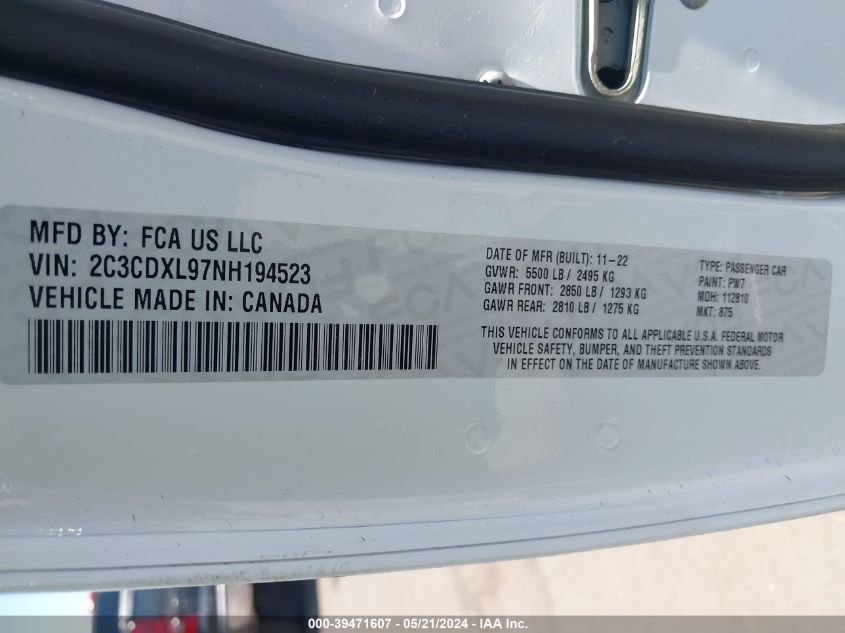 MFD BY: FCA US LLC
VIN: 2C3CDXL97NH194523
VEHICLE MADE IN: CANADA
DATE OF MFR (BUILT): 11-22
GVWR: 5500 LB / 2495 KG
GAWR FRONT: 2850 LB / 1293 KG
GAWR REAR: 2810 LB / 1275 KG
TYPE: PASSENGER CAR
PAINT: PW7
MDH: 112810
MKT: 875
THIS VEHICLE CONFORMS TO ALL APPLICABLE U.S.A. FEDERAL MOTOR
VEHICLE SAFETY, BUMPER, AND THEFT PREVENTION STANDARDS
IN EFFECT ON THE DATE OF MANUFACTURE SHOWN ABOVE.
000-39471607 - 05/21/2024 - IAA Inc.